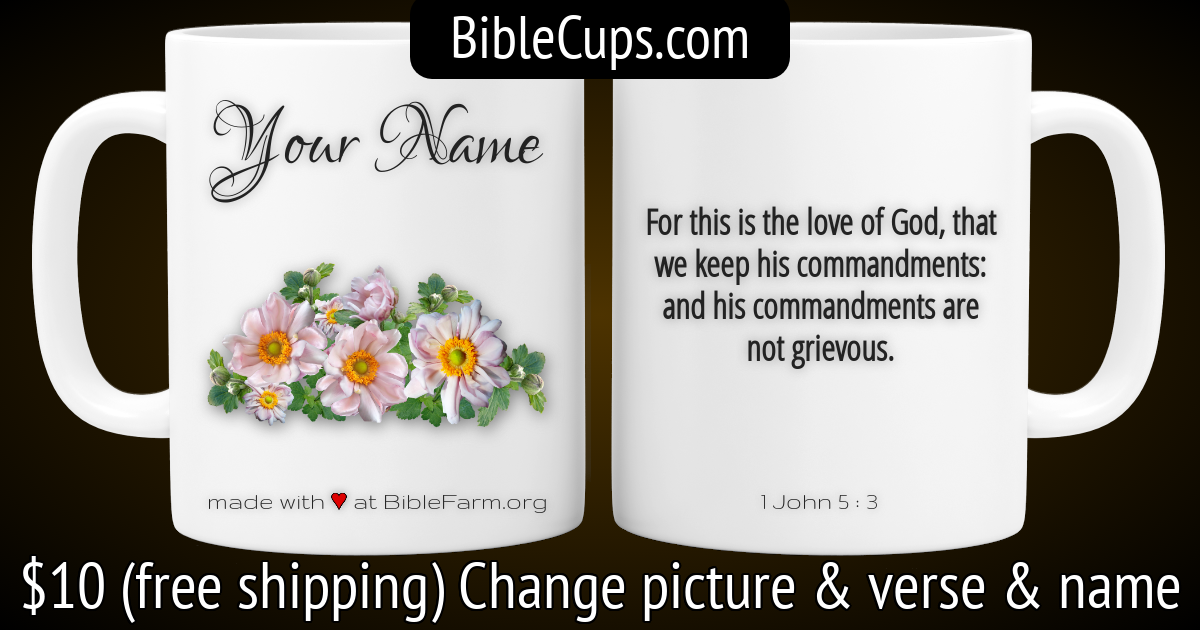 BibleCups.com
Your Name
made with ♥ at BibleFarm.org
For this is the love of God, that
we keep his commandments:
and his commandments are
not grievous.
1 John 5 : 3
$10 (free shipping) Change picture & verse & name